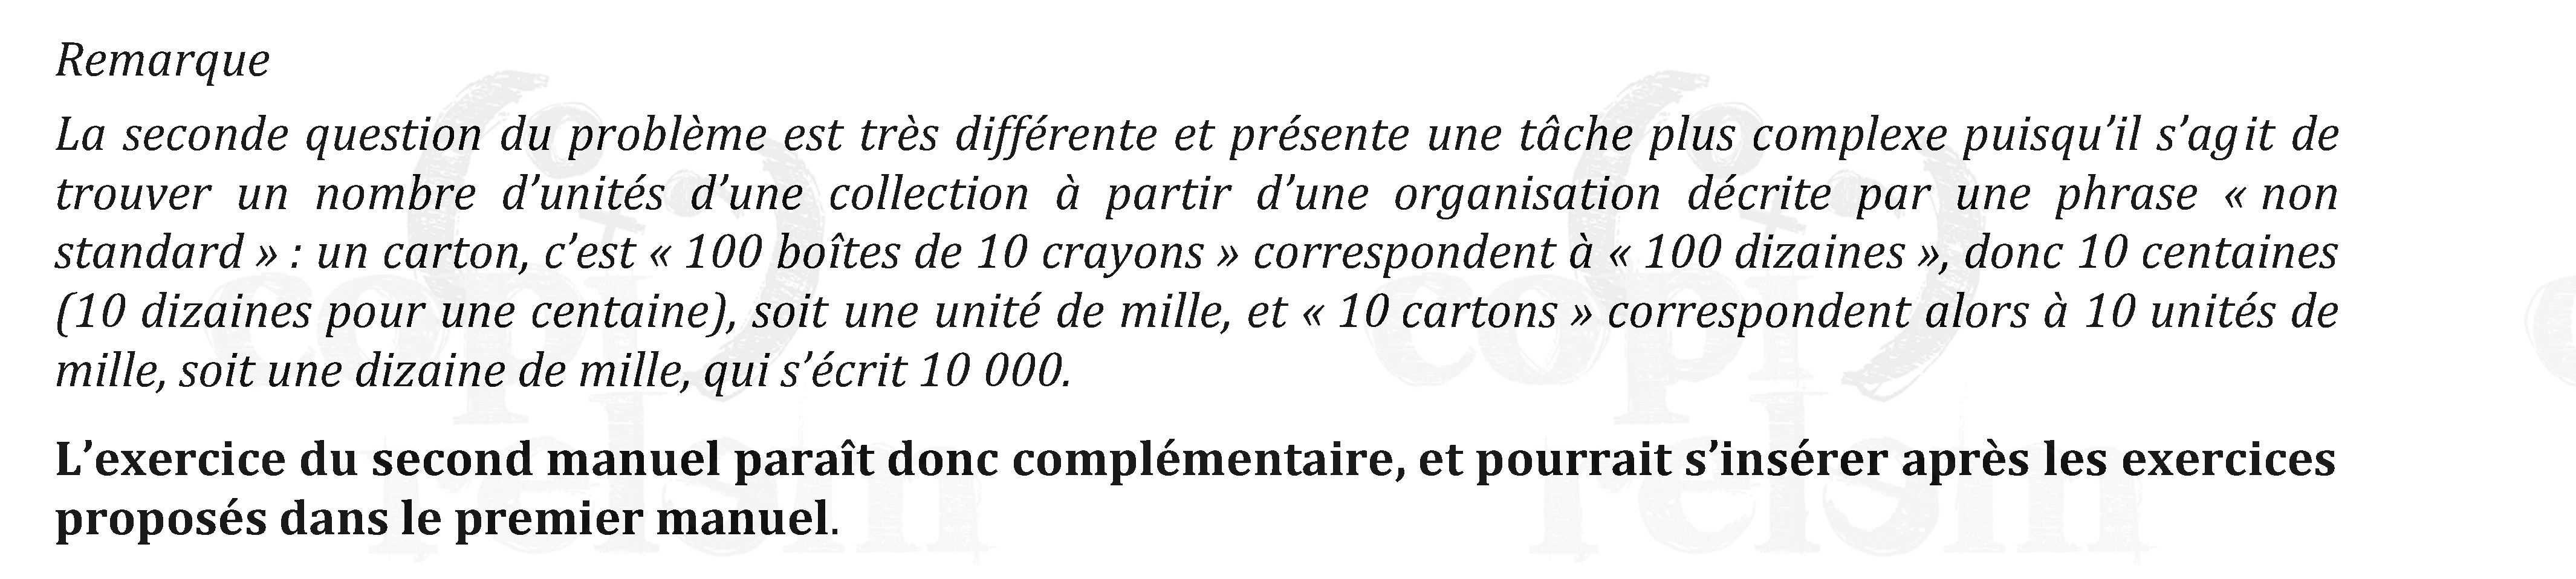 Remarque
La seconde question du problème est très différente et présente une tâche plus complexe puisqu’il s’agit de
trouver un nombre d’unités d’une collection à partir d’une organisation décrite par une phrase « non
standard » : un carton, c’est « 100 boîtes de 10 crayons » correspondent à « 100 dizaines », donc 10 centaines
(10 dizaines pour une centaine), soit une unité de mille, et « 10 cartons » correspondent alors à 10 unités de
mille, soit une dizaine de mille, qui s’écrit 10 000.
L’exercice du second manuel paraît donc complémentaire, et pourrait s’insérer après les exercices
proposés dans le premier manuel.
copi
relem
copi
relem